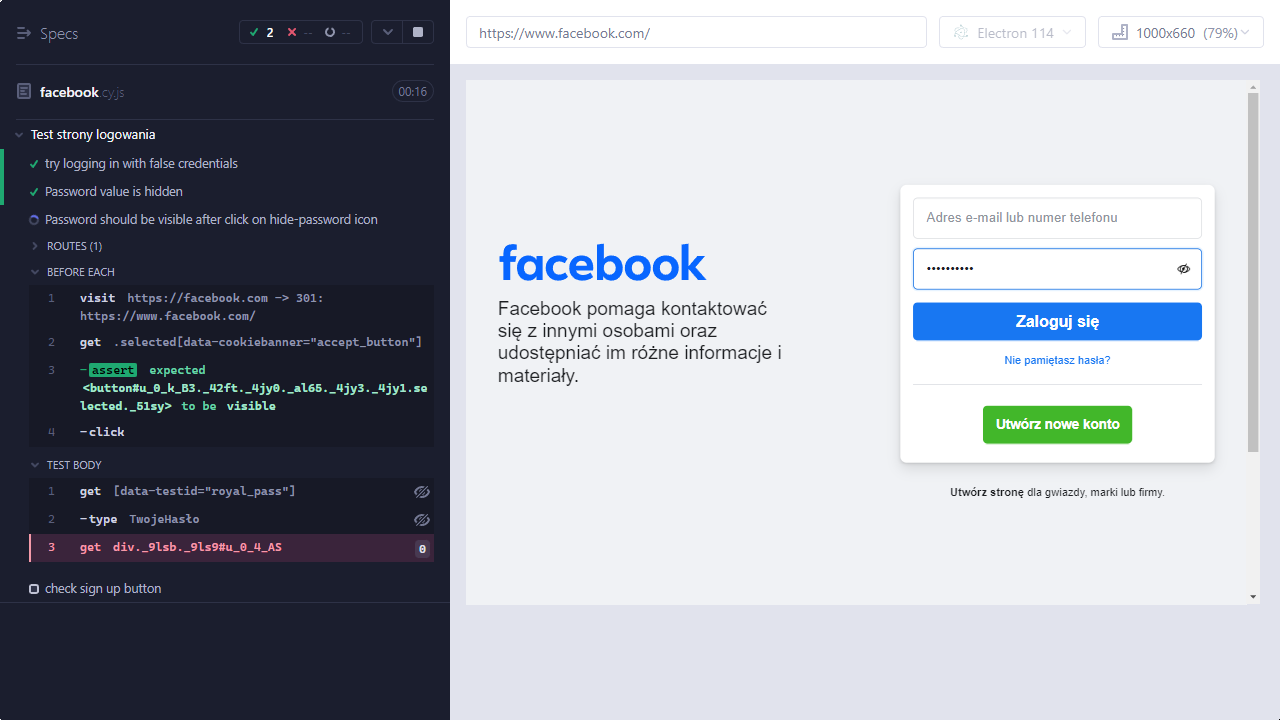 Specs
2 -- --
https://www.facebook.com/
Electron 114
1000x660 (79%)
facebook.cy.js
00:16
Test strony logowania
try logging in with false credentials
Password value is hidden
Password should be visible after click on hide-password icon
ROUTES (1)
BEFORE EACH
1 visit https://facebook.com -> 301:
https://www.facebook.com/
2 get .selected[data-cookiebanner="accept_button"]
3 -assert expected
<button#u_0_k_B3._42ft._4jy0._al65._4jy3._4jy1.se
lected._51sy> to be visible
4 -click
TEST BODY
1 get [data-testid="royal_pass"]
2 -type TwojeHasło
3 get div._9lsb._9ls9#u_0_4_AS 0
check sign up button
facebook
Facebook pomaga kontaktować
się z innymi osobami oraz
udostępniać im różne informacje i
materiały.
Adres e-mail lub numer telefonu
••••••••••
Zaloguj się
Nie pamiętasz hasła?
Utwórz nowe konto
Utwórz stronę dla gwiazdy, marki lub firmy.